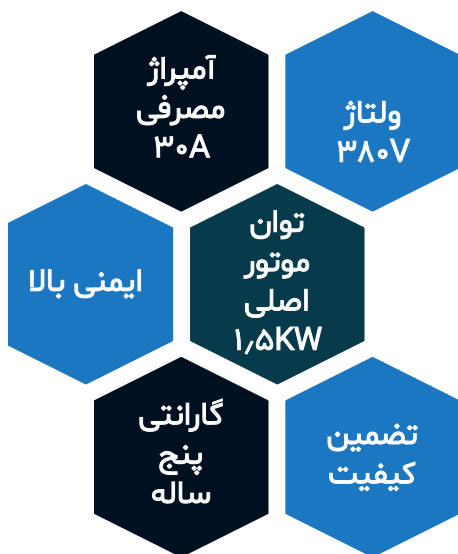 ولتاژ
۳۸۰V
آمپراژ
مصرفی
۳۰A
توان
موتور
اصلی
۱٫۵KW
ایمنی بالا
تضمین
کیفیت
گارانتی
پنج
ساله